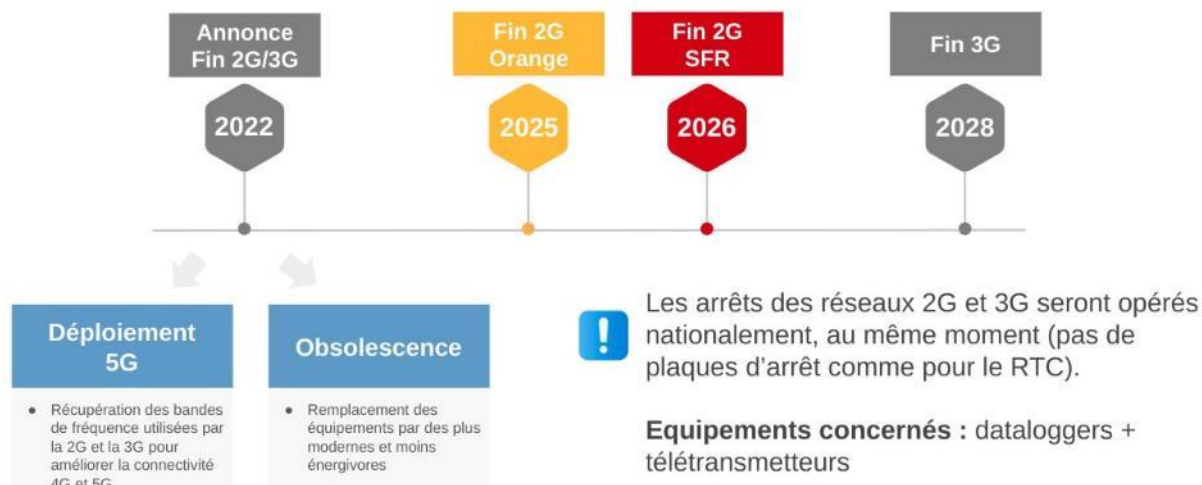 Annonce
Fin 2G/3G
Fin 2G
Orange
Fin 2G
SFR
Fin 3G
2022
2025
2026
2028
Déploiement
5G
Obsolescence
● Récupération des bandes
de fréquence utilisées par
la 2G et la 3G pour
améliorer la connectivité
4G et 5G
● Remplacement des
équipements par des plus
modernes et moins
énergivores
!
Les arrêts des réseaux 2G et 3G seront opérés
nationalement, au même moment (pas de
plaques d’arrêt comme pour le RTC).
Equipements concernés : dataloggers +
télétransmetteurs